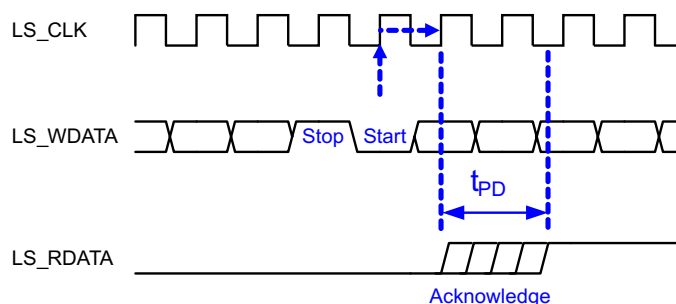 LS_CLK
LS_WDATA
Stop
Start
tPD
LS_RDATA
Acknowledge